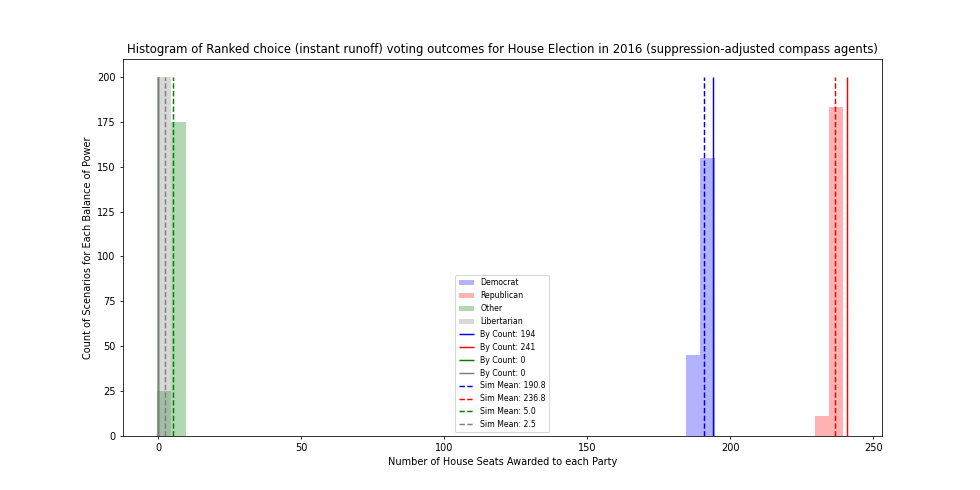 Histogram of Ranked choice (instant runoff) voting outcomes for House Election in 2016 (suppression-adjusted compass agents)
200
175
150
125
100
75
50
25
0
Count of Scenarios for Each Balance of Power
Democrat
Republican
Other
Libertarian
By Count: 194
By Count: 241
By Count: 0
By Count: 0
Sim Mean: 190.8
Sim Mean: 236.8
Sim Mean: 5.0
Sim Mean: 2.5
0 50 100 150 200 250
Number of House Seats Awarded to each Party